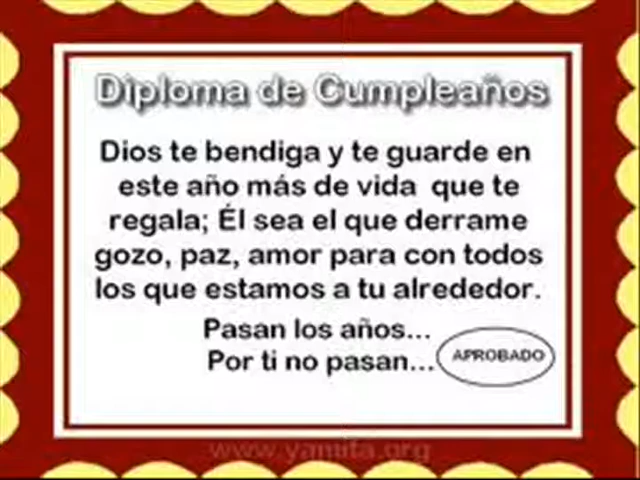 Diploma de Cumpleaños
Dios te bendiga y te guarde en
este año más de vida que te
regala; Él sea el que derrame
gozo, paz, amor para con todos
los que estamos a tu alrededor.
Pasan los años...
Por ti no pasan...
APROBADO
www.yamita.org